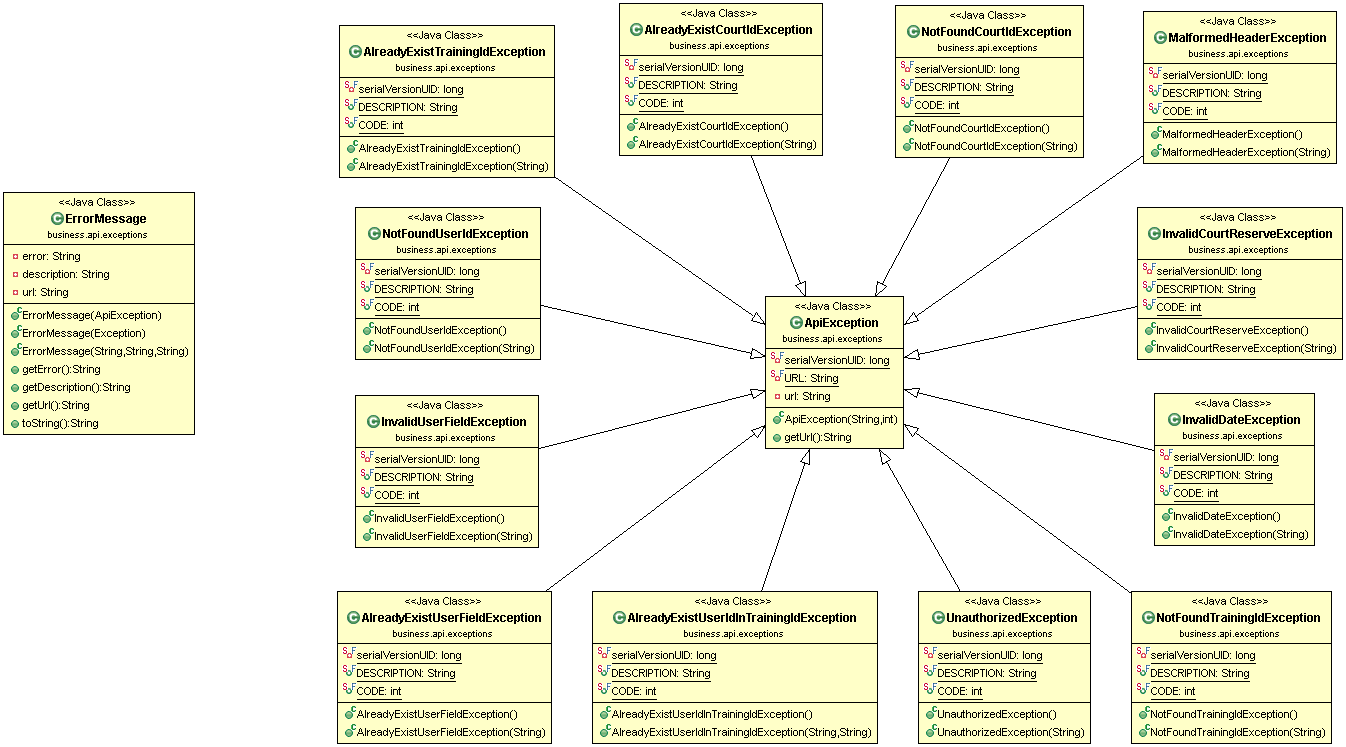 <<Java Class>>
AlreadyExistTrainingIdException
business.api.exceptions
serialVersionUID: long
DESCRIPTION: String
CODE: int
AlreadyExistTrainingIdException()
AlreadyExistTrainingIdException(String)
<<Java Class>>
AlreadyExistCourtIdException
business.api.exceptions
serialVersionUID: long
DESCRIPTION: String
CODE: int
AlreadyExistCourtIdException()
AlreadyExistCourtIdException(String)
<<Java Class>>
NotFoundCourtIdException
business.api.exceptions
serialVersionUID: long
DESCRIPTION: String
CODE: int
NotFoundCourtIdException()
NotFoundCourtIdException(String)
<<Java Class>>
MalformedHeaderException
business.api.exceptions
serialVersionUID: long
DESCRIPTION: String
CODE: int
MalformedHeaderException()
MalformedHeaderException(String)
<<Java Class>>
ErrorMessage
business.api.exceptions
error: String
description: String
url: String
ErrorMessage(ApiException)
ErrorMessage(Exception)
ErrorMessage(String,String,String)
getError():String
getDescription():String
getUrl():String
toString():String
<<Java Class>>
NotFoundUserIdException
business.api.exceptions
serialVersionUID: long
DESCRIPTION: String
CODE: int
NotFoundUserIdException()
NotFoundUserIdException(String)
<<Java Class>>
ApiException
business.api.exceptions
serialVersionUID: long
URL: String
url: String
ApiException(String,int)
getUrl():String
<<Java Class>>
InvalidCourtReserveException
business.api.exceptions
serialVersionUID: long
DESCRIPTION: String
CODE: int
InvalidCourtReserveException()
InvalidCourtReserveException(String)
<<Java Class>>
InvalidUserFieldException
business.api.exceptions
serialVersionUID: long
DESCRIPTION: String
CODE: int
InvalidUserFieldException()
InvalidUserFieldException(String)
<<Java Class>>
InvalidDateException
business.api.exceptions
serialVersionUID: long
DESCRIPTION: String
CODE: int
InvalidDateException()
InvalidDateException(String)
<<Java Class>>
AlreadyExistUserFieldException
business.api.exceptions
serialVersionUID: long
DESCRIPTION: String
CODE: int
AlreadyExistUserFieldException()
AlreadyExistUserFieldException(String)
<<Java Class>>
AlreadyExistUserIdInTrainingIdException
business.api.exceptions
serialVersionUID: long
DESCRIPTION: String
CODE: int
AlreadyExistUserIdInTrainingIdException()
AlreadyExistUserIdInTrainingIdException(String,String)
<<Java Class>>
UnauthorizedException
business.api.exceptions
serialVersionUID: long
DESCRIPTION: String
CODE: int
UnauthorizedException()
UnauthorizedException(String)
<<Java Class>>
NotFoundTrainingIdException
business.api.exceptions
serialVersionUID: long
DESCRIPTION: String
CODE: int
NotFoundTrainingIdException()
NotFoundTrainingIdException(String)